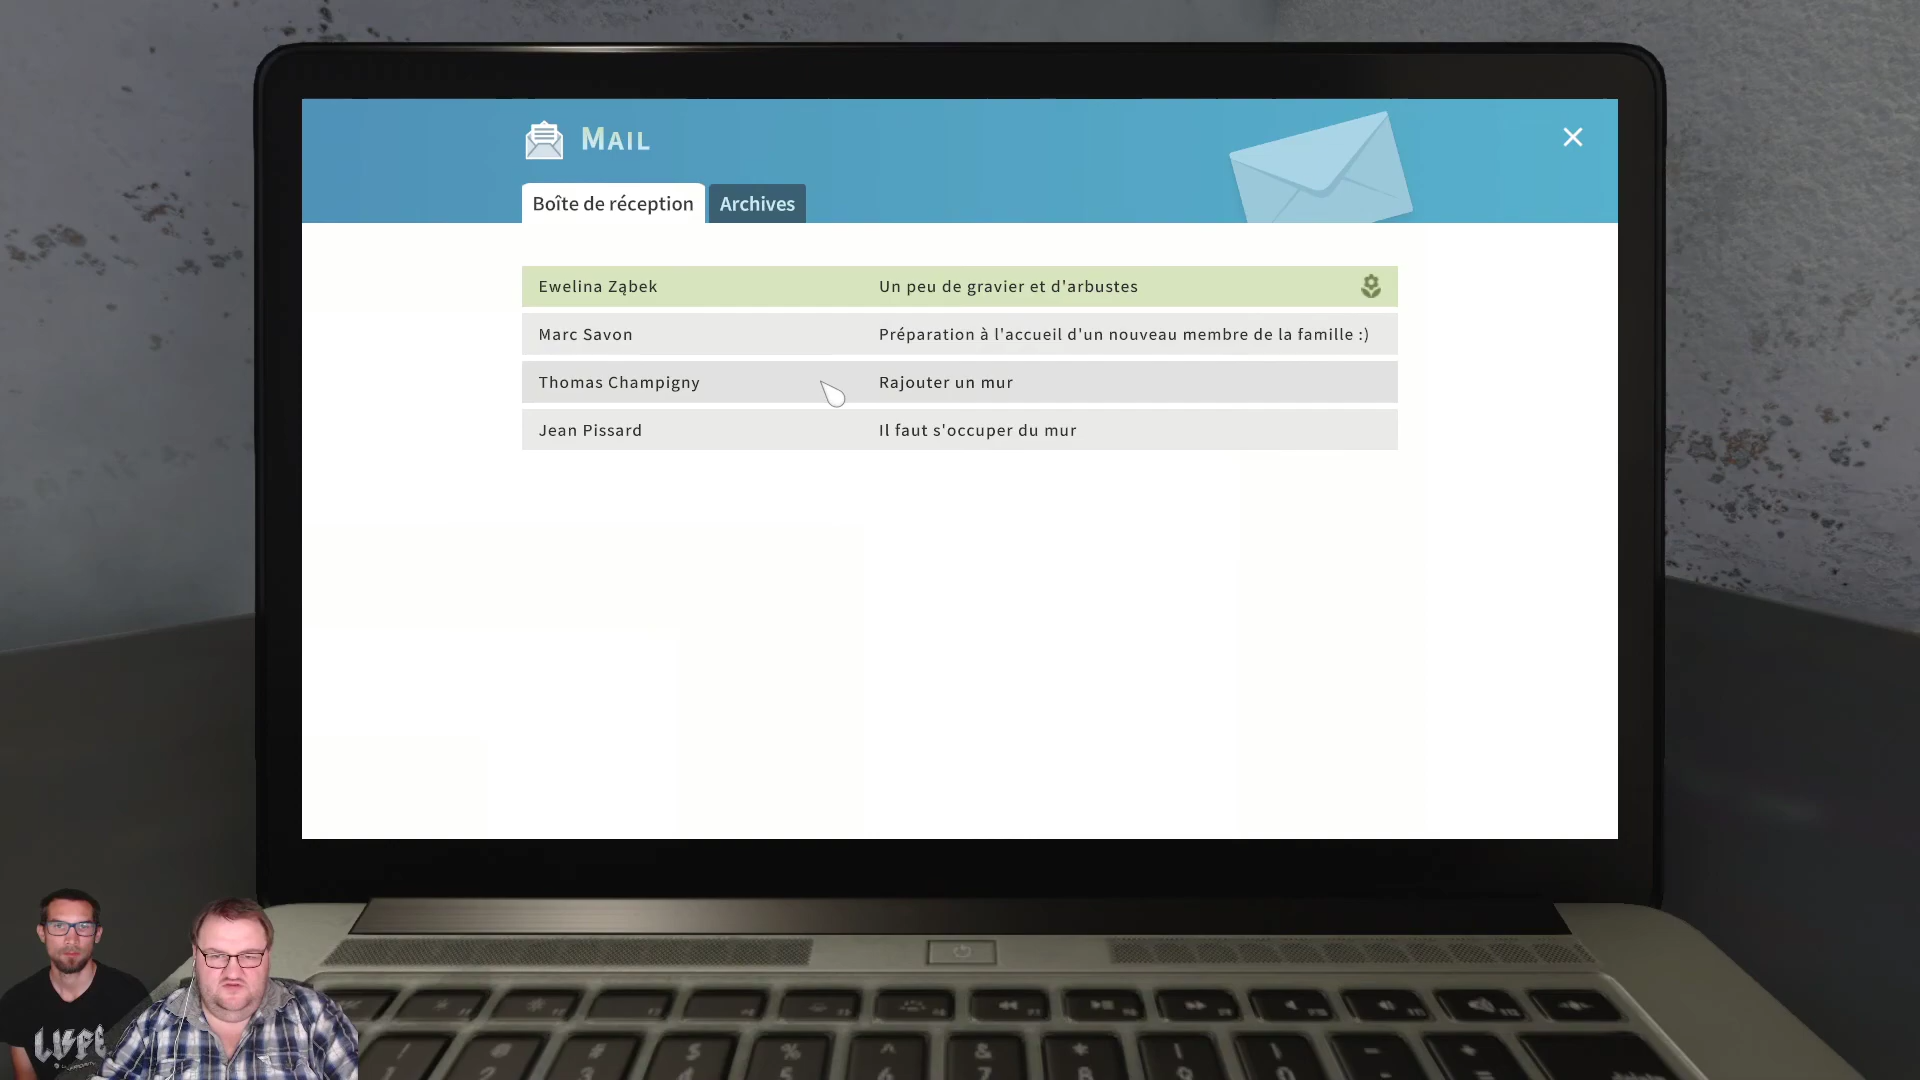 MAIL
Boîte de réception
Archives
Ewelina Ząbek
Un peu de gravier et d'arbustes
Marc Savon
Préparation à l'accueil d'un nouveau membre de la famille :)
Thomas Champigny
Rajouter un mur
Jean Pissard
Il faut s'occuper du mur